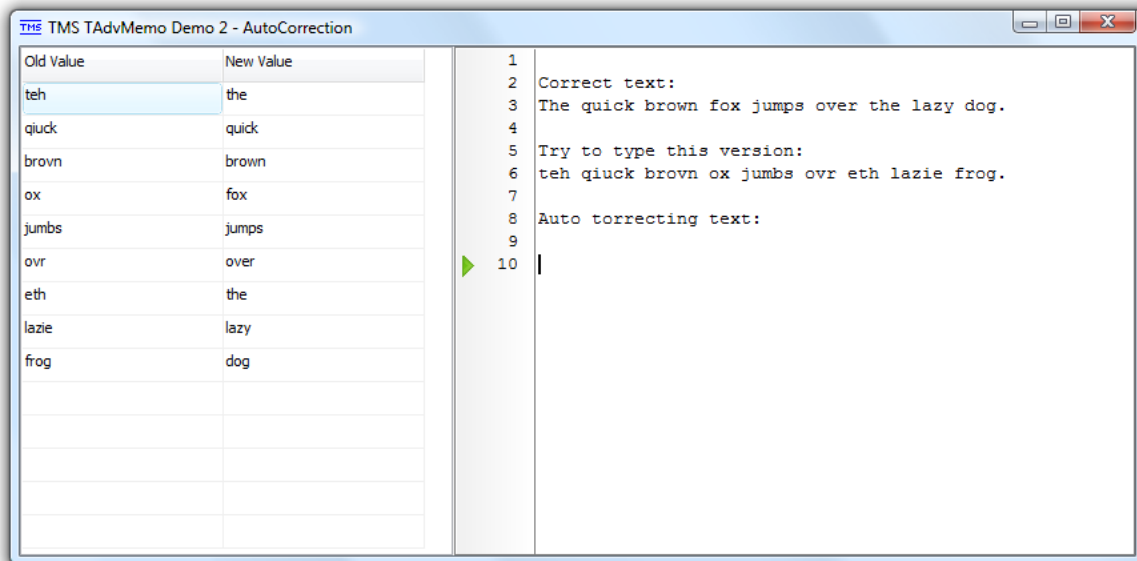 TMS TMS TAdvMemo Demo 2 - AutoCorrection
Old Value New Value
teh the
qiuck quick
brovn brown
ox fox
jumbs jumps
ovr over
eth the
lazie lazy
frog dog
1
2 Correct text:
3 The quick brown fox jumps over the lazy dog.
4
5 Try to type this version:
6 teh qiuck brovn ox jumbs ovr eth lazie frog.
7
8 Auto torrecting text:
9
10